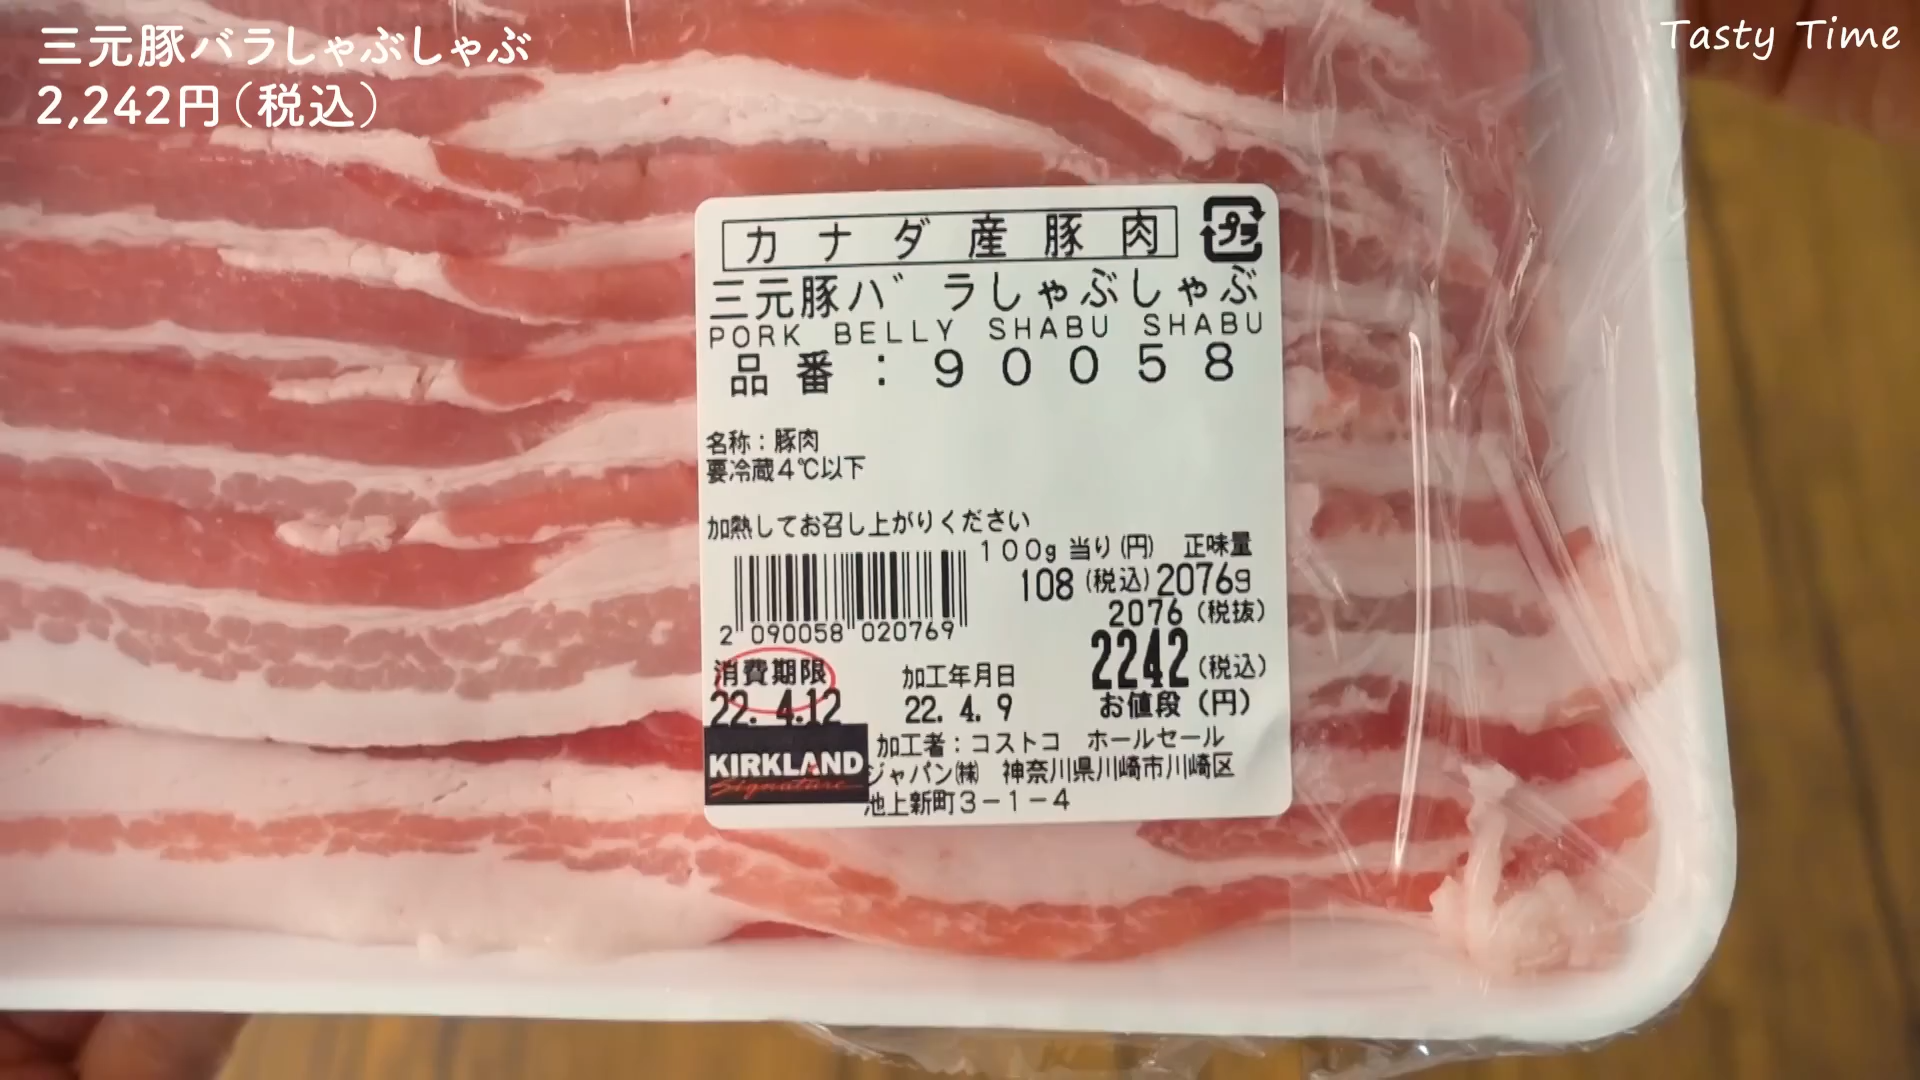 三元豚バラしゃぶしゃぶ
2,242円（税込）
Tasty Time
カナダ産豚肉
プラ
三元豚バラしゃぶしゃぶ
PORK BELLY SHABU SHABU
品番：90058
名称：豚肉
要冷蔵4℃以下
加熱してお召し上がりください
100g当り(円) 正味量
108(税込)2076g
2076(税抜)
2242(税込)
お値段(円)
2 090058 020769
消費期限 加工年月日
22. 4.12 22. 4. 9
KIRKLAND
Signature
加工者：コストコ ホールセール
ジャパン㈱ 神奈川県川崎市川崎区
池上新町3－1－4